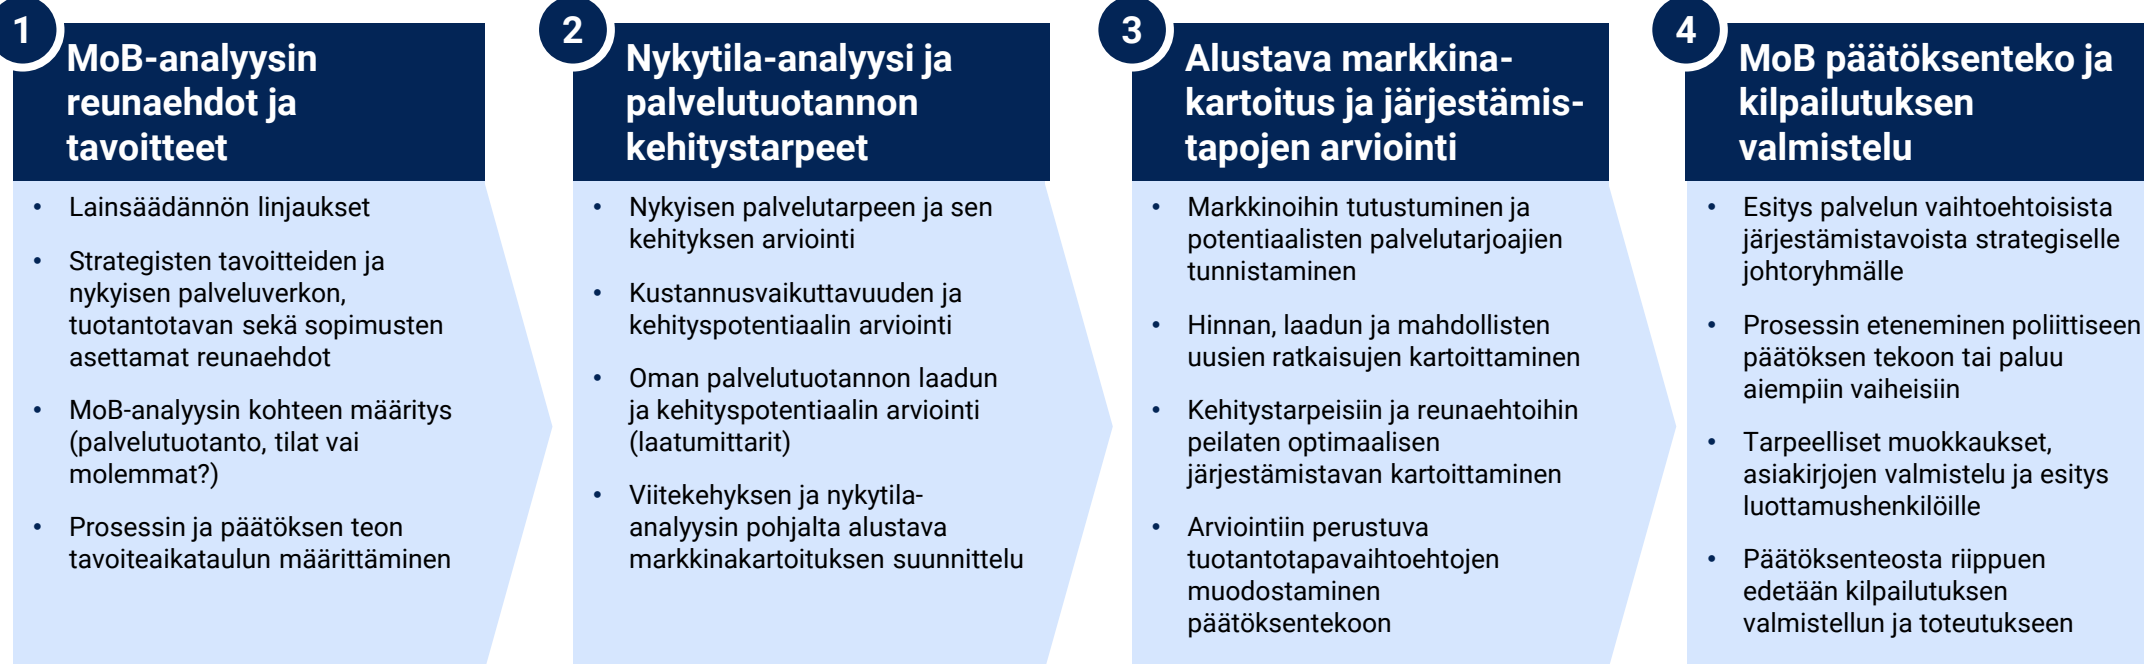 1
MoB-analyysin
reunaehdot ja
tavoitteet
• Lainsäädännön linjaukset
• Strategisten tavoitteiden ja
nykyisen palveluverkon,
tuotantotavan sekä sopimusten
asettamat reunaehdot
• MoB-analyysin kohteen määritys
(palvelutuotanto, tilat vai
molemmat?)
• Prosessin ja päätöksen teon
tavoiteaikataulun määrittäminen
2
Nykytila-analyysi ja
palvelutuotannon
kehitystarpeet
• Nykyisen palvelutarpeen ja sen
kehityksen arviointi
• Kustannusvaikuttavuuden ja
kehityspotentiaalin arviointi
• Oman palvelutuotannon laadun
ja kehityspotentiaalin arviointi
(laatumittarit)
• Viitekehyksen ja nykytila-
analyysin pohjalta alustava
markkinakartoituksen suunnittelu
3
Alustava markkina-
kartoitus ja järjestämis-
tapojen arviointi
• Markkinoihin tutustuminen ja
potentiaalisten palvelutarjoajien
tunnistaminen
• Hinnan, laadun ja mahdollisten
uusien ratkaisujen kartoittaminen
• Kehitystarpeisiin ja reunaehtoihin
peilaten optimaalisen
järjestämistavan kartoittaminen
• Arviointiin perustuva
tuotantotapavaihtoehtojen
muodostaminen
päätöksentekoon
4
MoB päätöksenteko ja
kilpailutuksen
valmistelu
• Esitys palvelun vaihtoehtoisista
järjestämistavoista strategiselle
johtoryhmälle
• Prosessin eteneminen poliittiseen
päätöksen tekoon tai paluu
aiempiin vaiheisiin
• Tarpeelliset muokkaukset,
asiakirjojen valmistelu ja esitys
luottamushenkilöille
• Päätöksenteosta riippuen
edetään kilpailutuksen
valmistellun ja toteutukseen